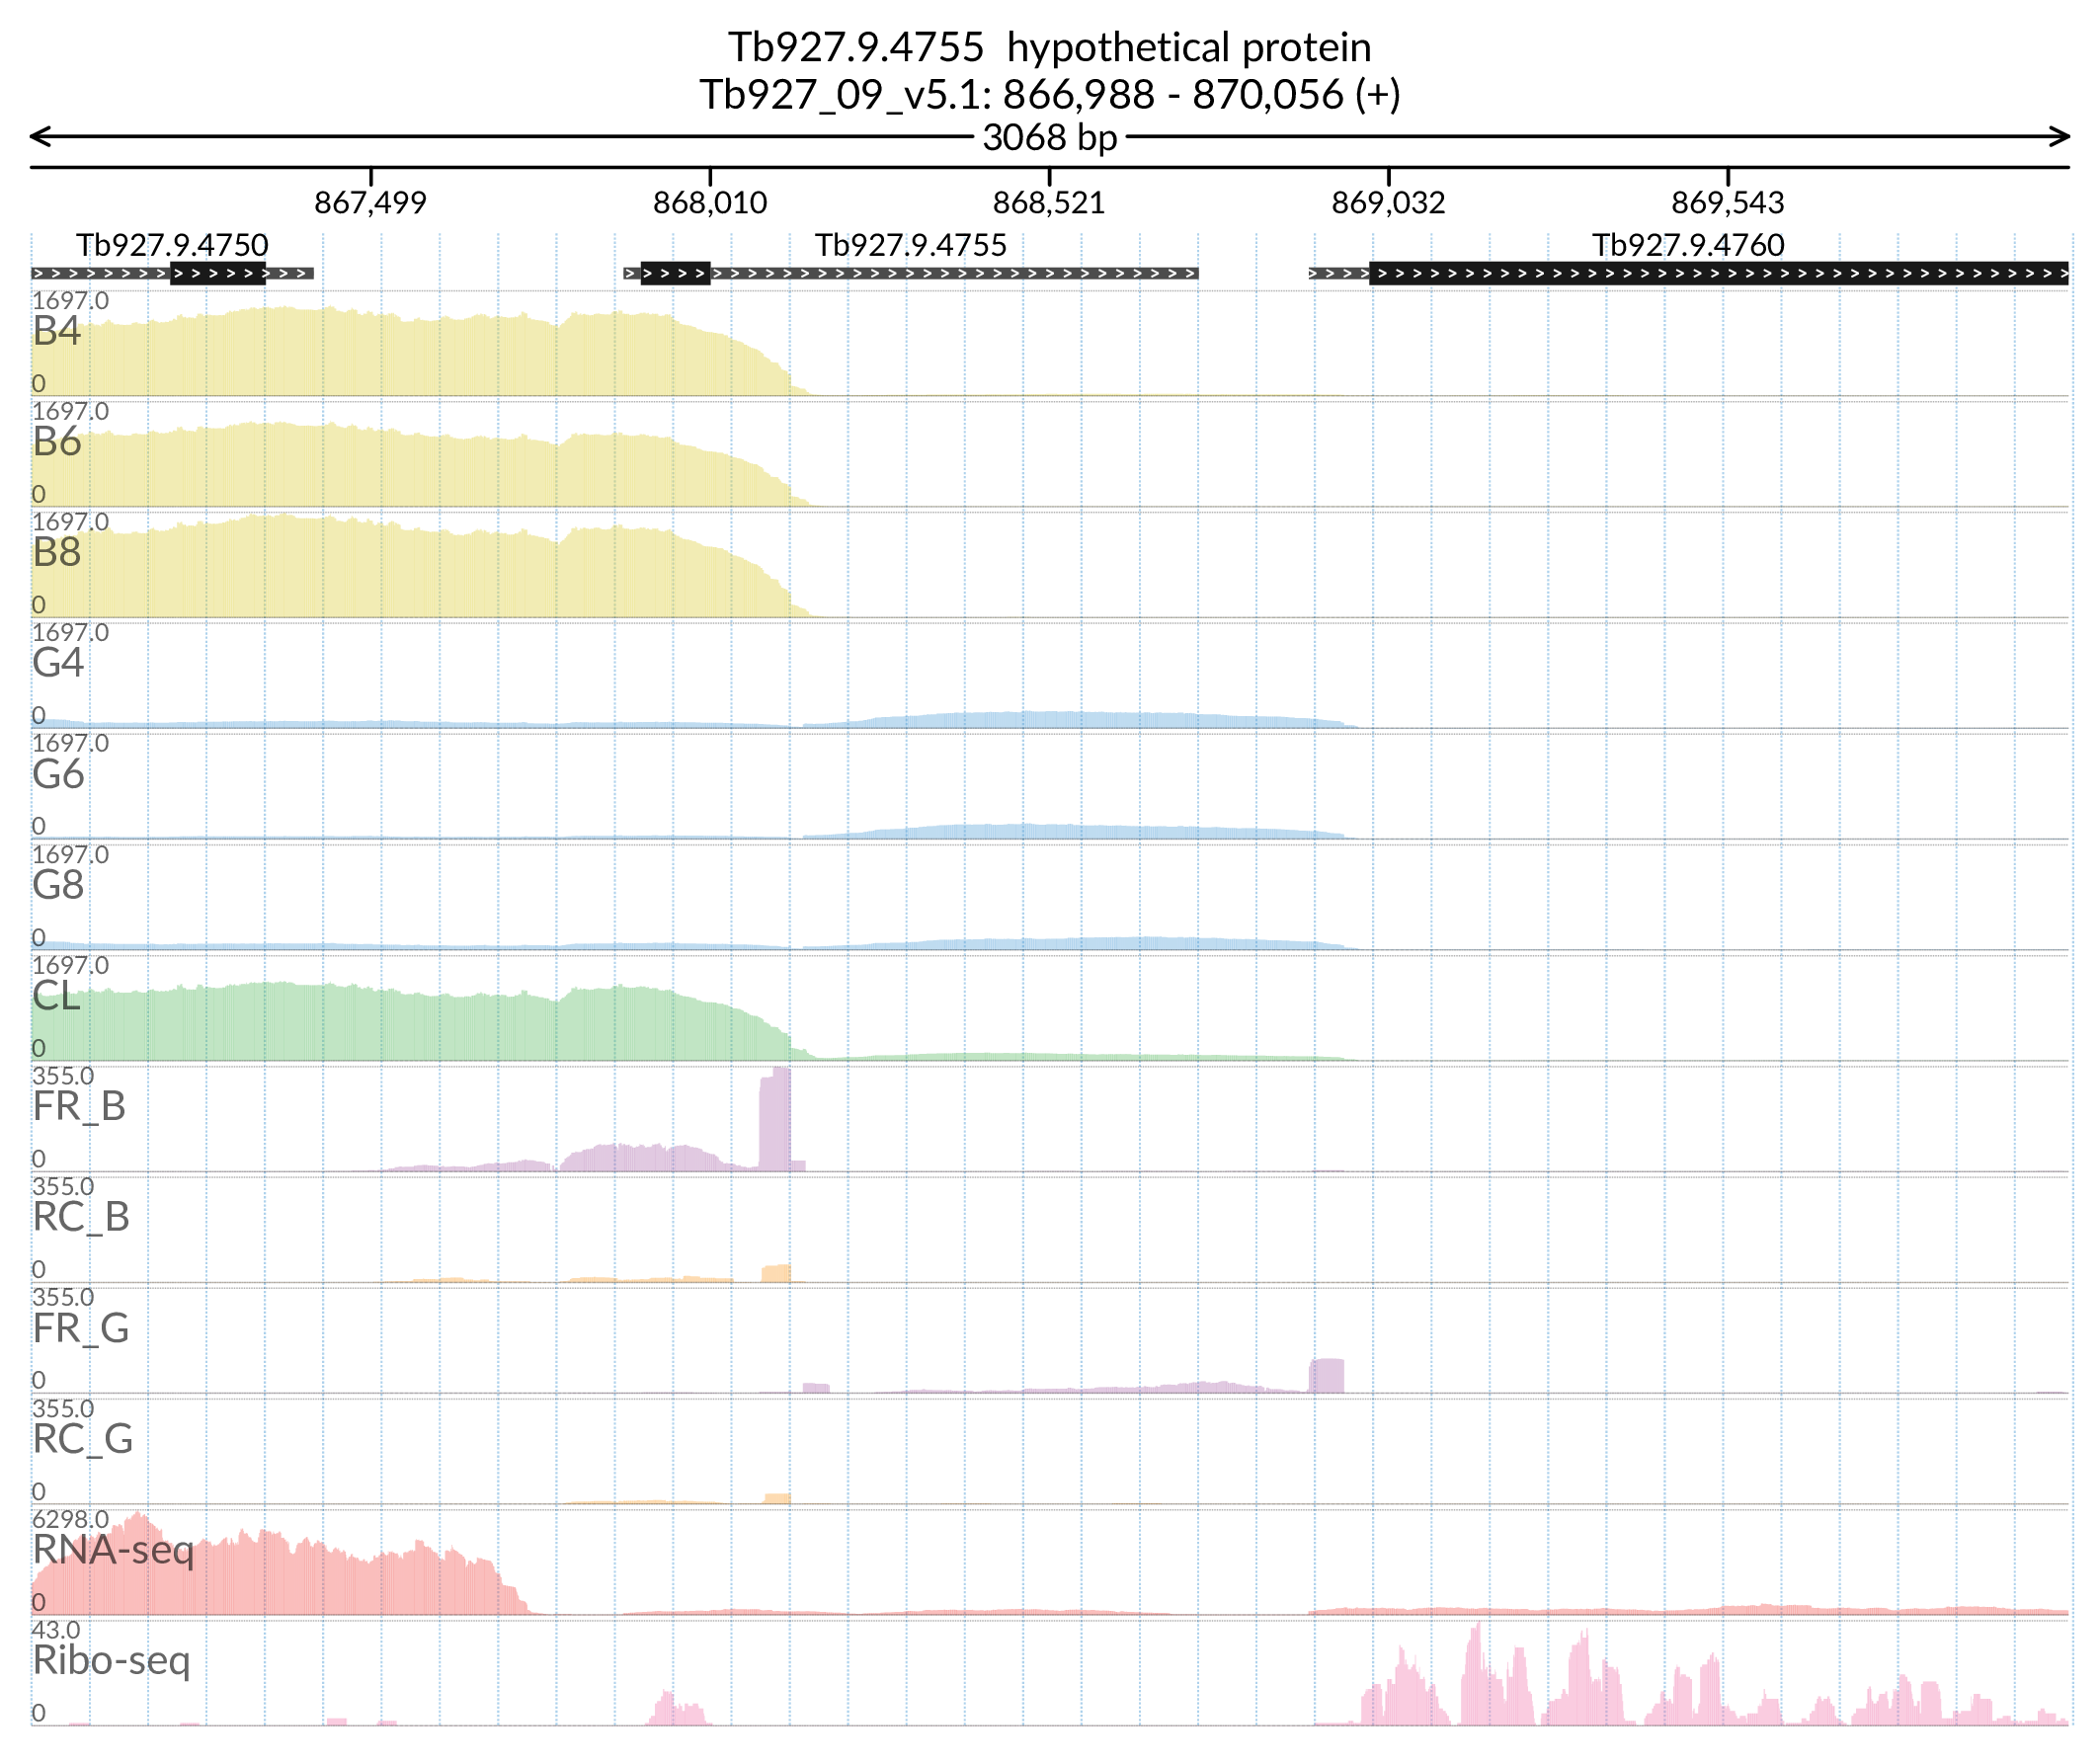 Tb927.9.4755  hypothetical protein
Tb927_09_v5.1: 866,988 - 870,056 (+)
3068 bp
867,499 868,010 868,521 869,032 869,543
Tb927.9.4750 Tb927.9.4755 Tb927.9.4760
1697.0
B4
0
1697.0
B6
0
1697.0
B8
0
1697.0
G4
0
1697.0
G6
0
1697.0
G8
0
1697.0
CL
0
355.0
FR_B
0
355.0
RC_B
0
355.0
FR_G
0
355.0
RC_G
0
6298.0
RNA-seq
0
43.0
Ribo-seq
0